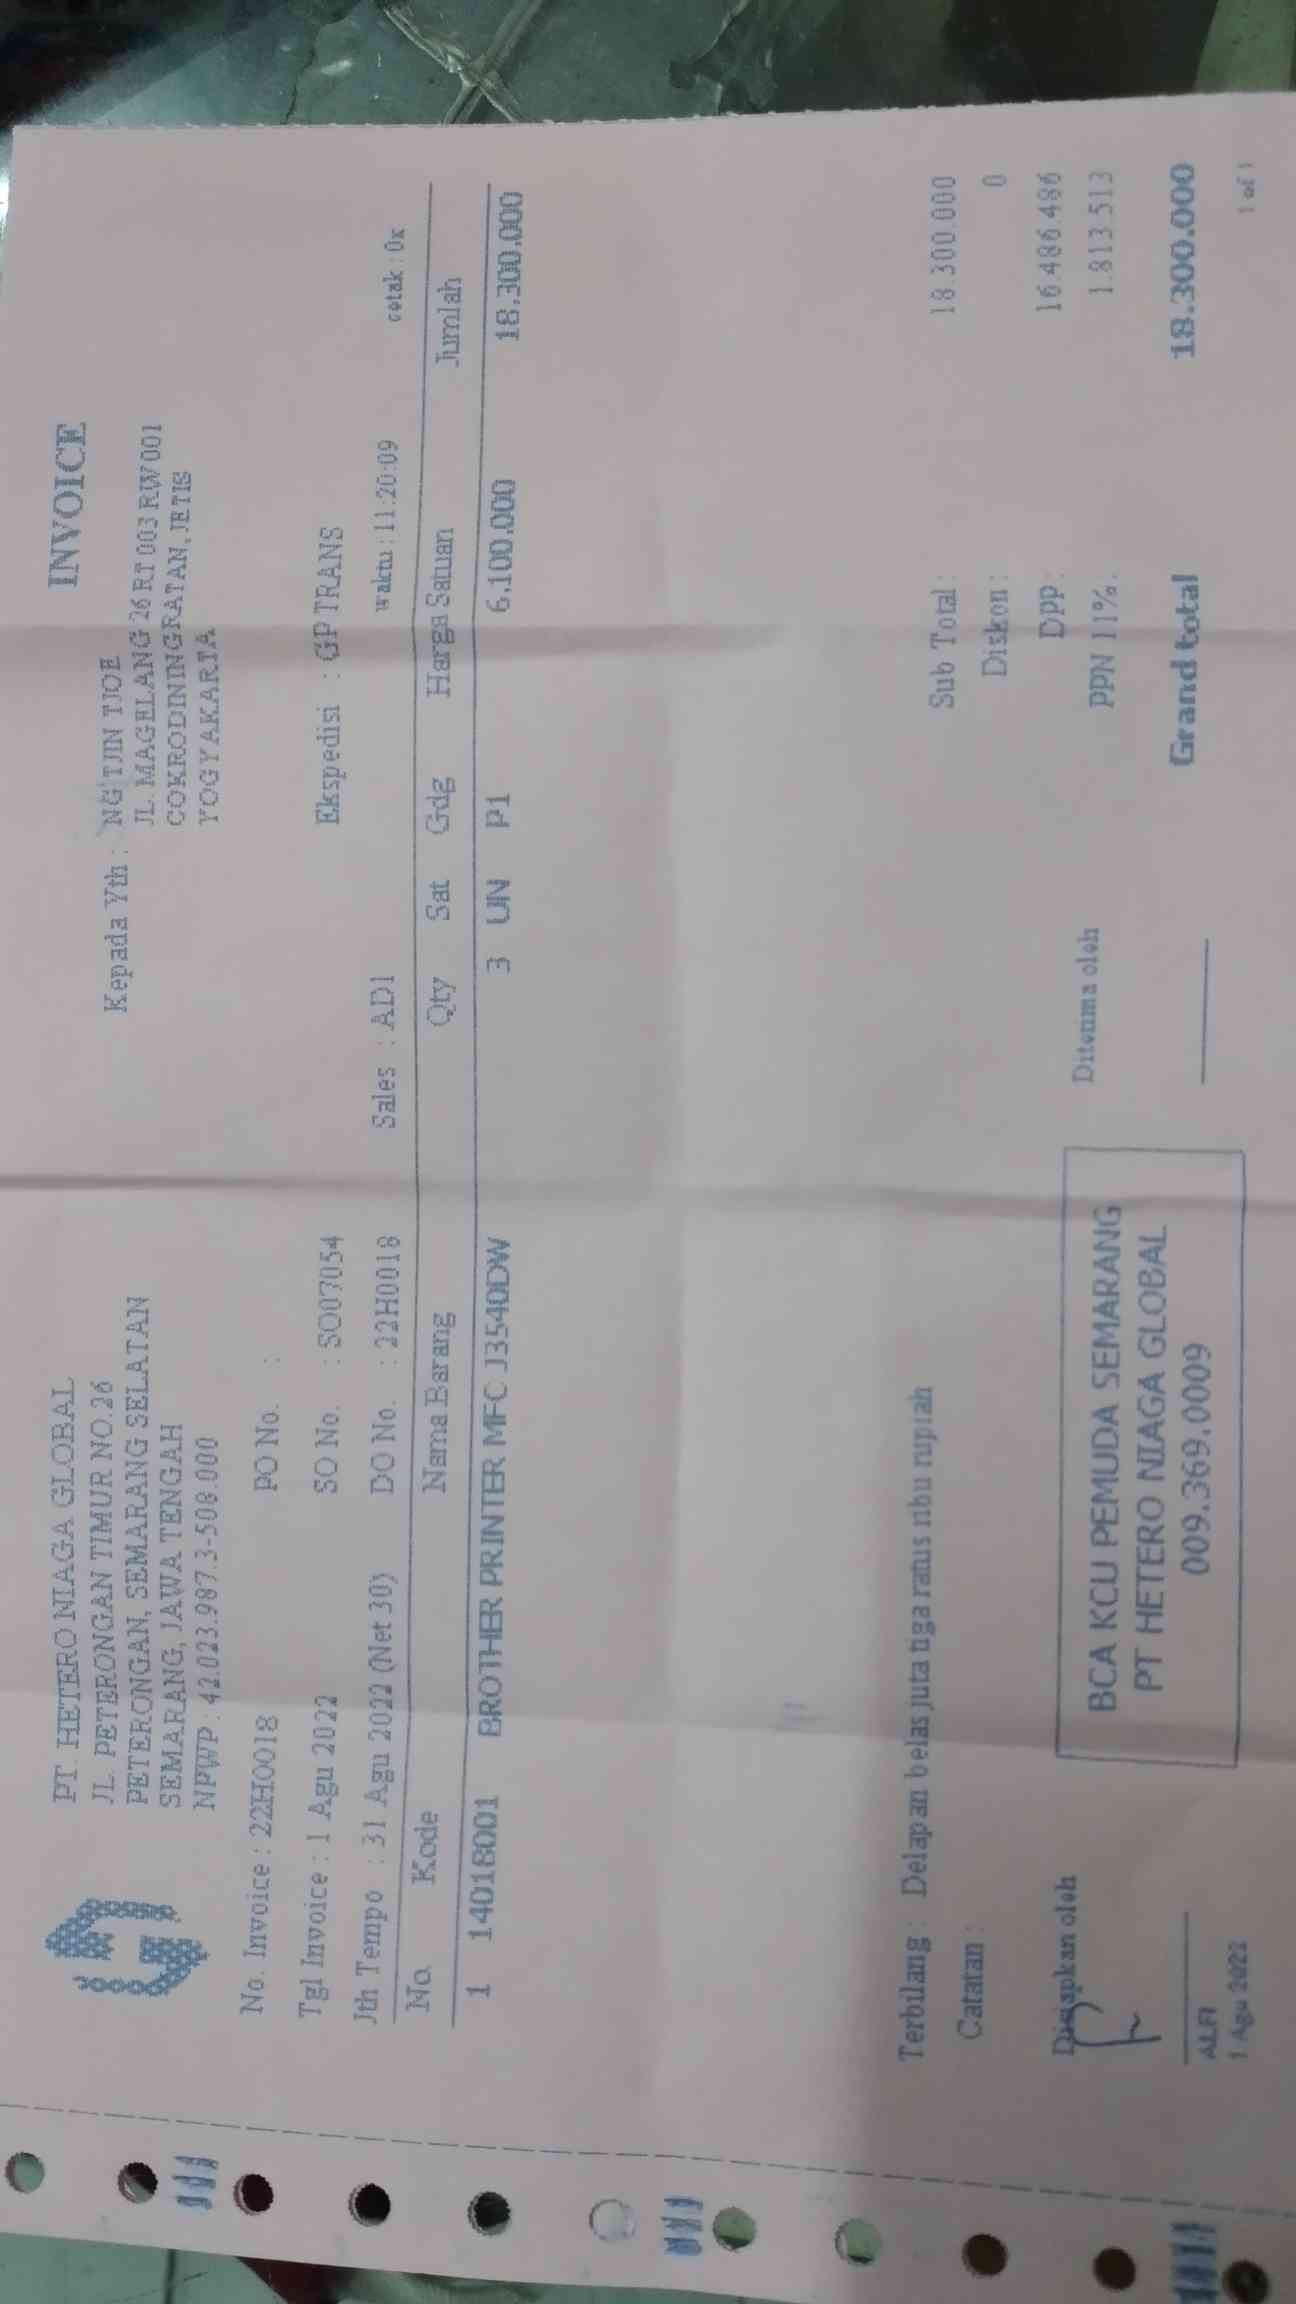 PT. HETERO NIAGA GLOBAL
JL. PETERONGAN TIMUR NO.26
PETERONGAN, SEMARANG SELATAN
SEMARANG, JAWA TENGAH
NPWP : 42.023.987.3-508.000
INVOICE
Kepada Yth : NG TJIN TJOE
JL. MAGELANG 26 RT 003 RW 001
COKRODININGRATAN, JETIS
YOGYAKARTA
No. Invoice : 22H0018 PO No. :
Tgl Invoice : 1 Agu 2022 SO No. : SO07054 Ekspedisi : GP TRANS
Jth Tempo : 31 Agu 2022 (Net 30) DO No. : 22H0018 Sales : AD1 waktu : 11:20:09 cetak : 0x
No. Kode Nama Barang Qty Sat Gdg Harga Satuan Jumlah
1 14018001 BROTHER PRINTER MFC J3540DW 3 UN P1 6.100.000 18.300.000
Terbilang : Delapan belas juta tiga ratus ribu rupiah
Catatan :
Sub Total : 18.300.000
Diskon : 0
DPP : 16.486.486
PPN 11% : 1.813.513
Grand total 18.300.000
Disiapkan oleh
ALFI
1 Agu 2022
BCA KCU PEMUDA SEMARANG
PT HETERO NIAGA GLOBAL
009.369.0009
Diterima oleh
1 of 1